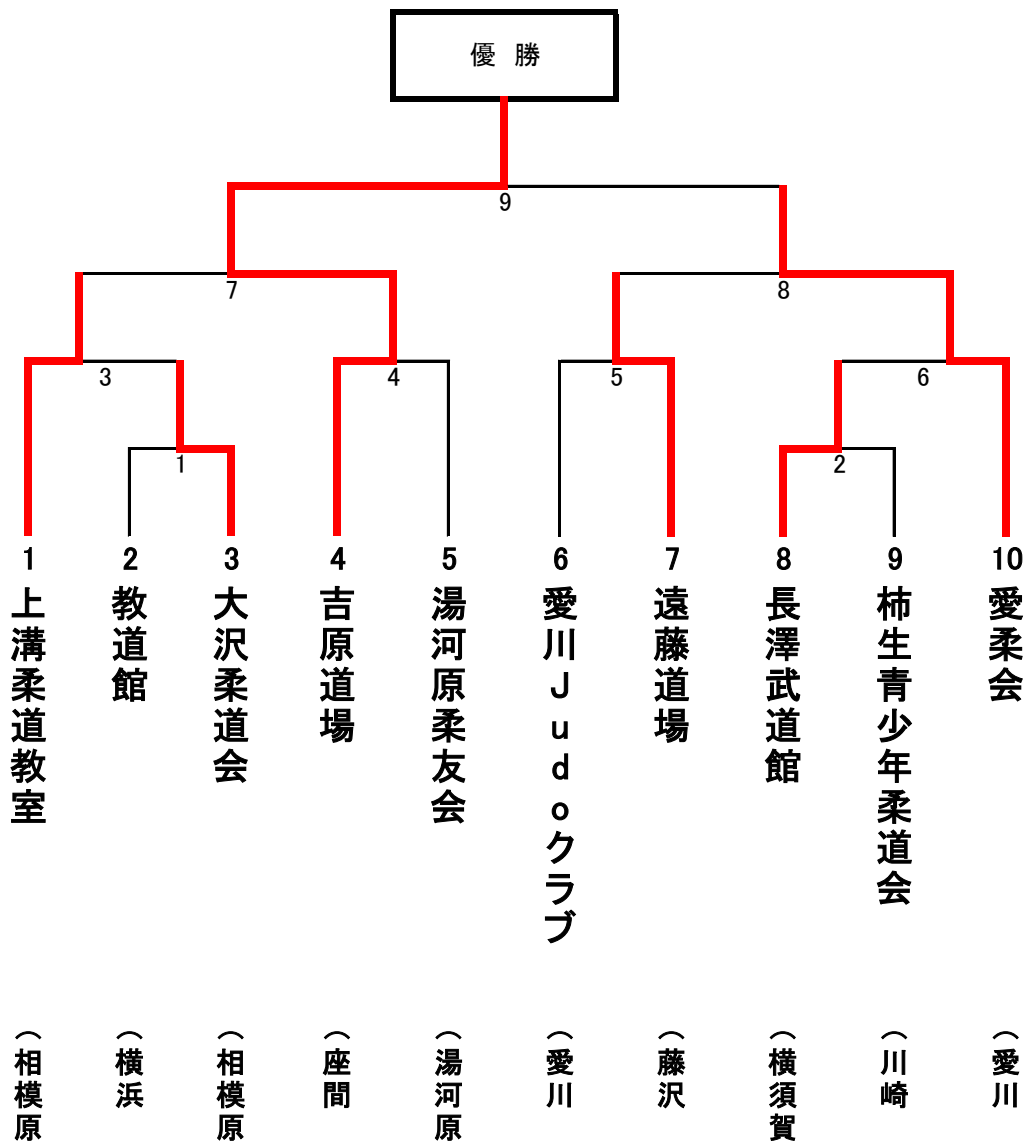 優 勝
9
7
8
3
4
5
6
1
2
1
2
3
4
5
6
7
8
9
10
上溝柔道教室
教道館
大沢柔道会
吉原道場
湯河原柔友会
愛川Ｊｕｄｏクラブ
遠藤道場
長澤武道館
柿生青少年柔道会
愛柔会
（相模原
（横浜
（相模原
（座間
（湯河原
（愛川
（藤沢
（横須賀
（川崎
（愛川